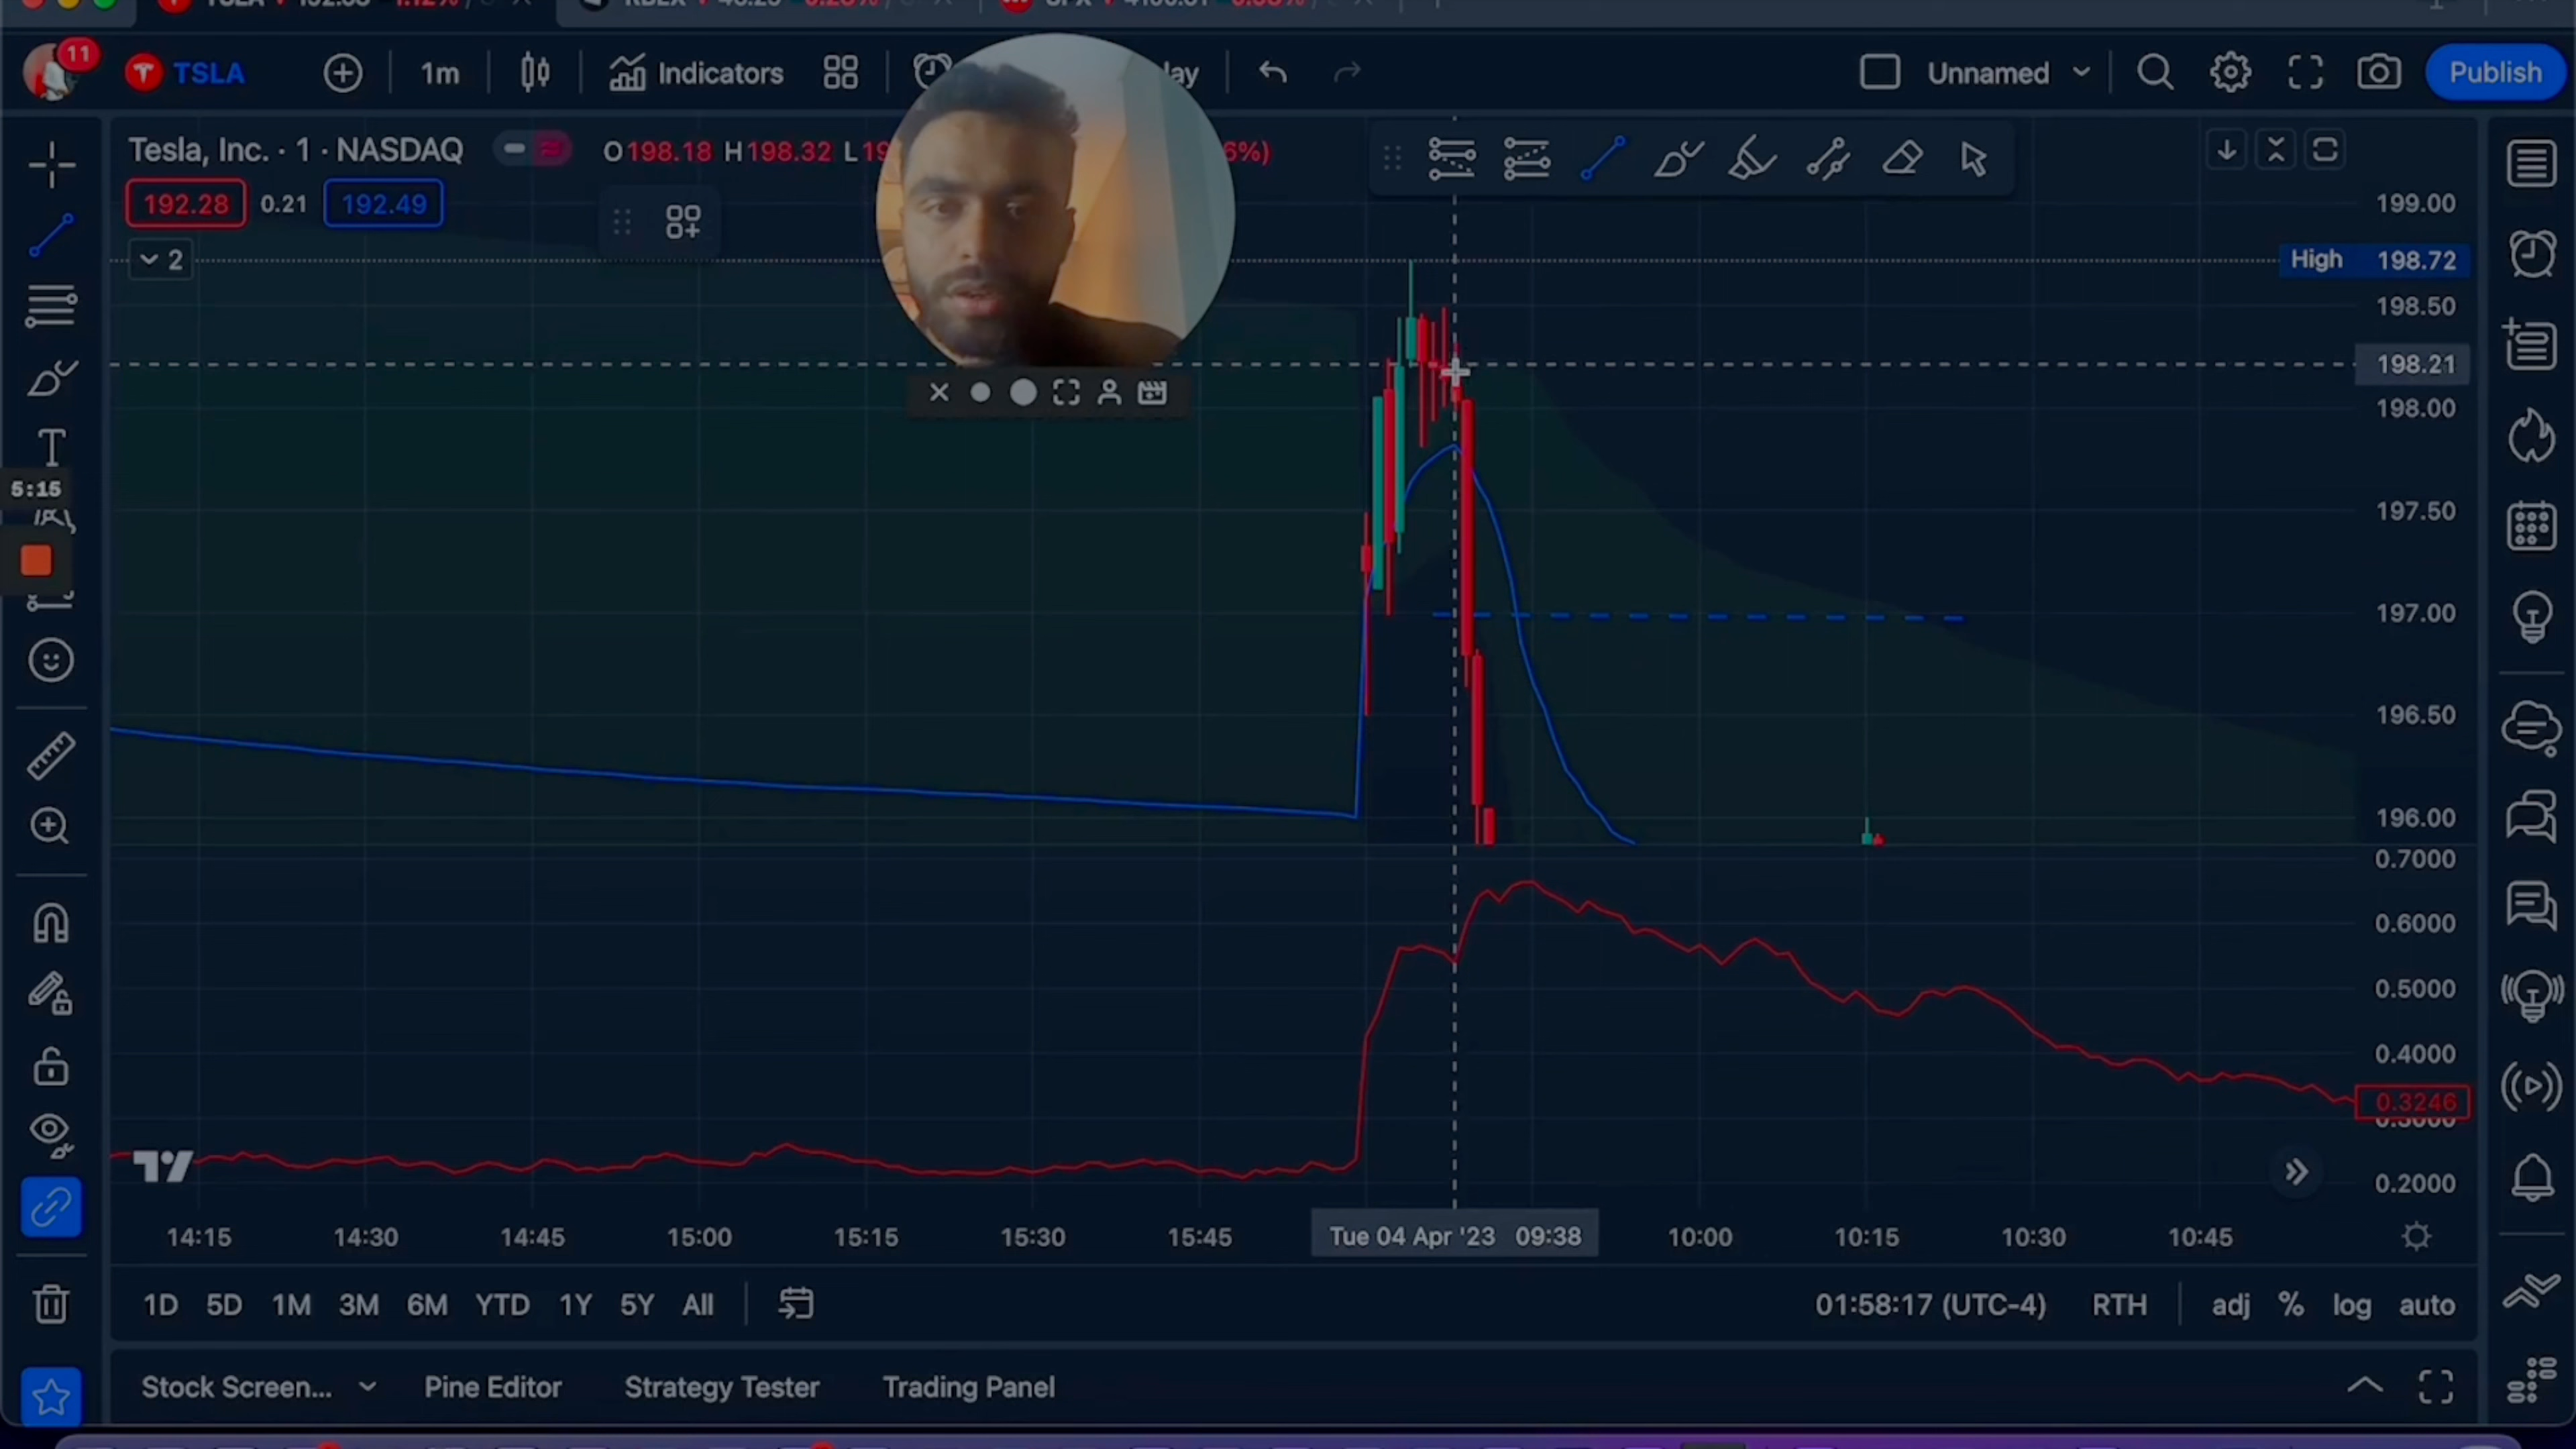 11
TSLA
1m
Indicators
lay
Unnamed
Publish
Tesla, Inc. · 1 · NASDAQ
O198.18 H198.32 L19
6%)
192.28
0.21
192.49
2
199.00
High 198.72
198.50
198.21
198.00
197.50
5:15
197.00
196.50
196.00
0.7000
0.6000
0.5000
0.4000
0.3246
0.2000
14:15
14:30
14:45
15:00
15:15
15:30
15:45
Tue 04 Apr '23 09:38
10:00
10:15
10:30
10:45
1D 5D 1M 3M 6M YTD 1Y 5Y All
01:58:17 (UTC-4) RTH adj % log auto
Stock Screen...
Pine Editor
Strategy Tester
Trading Panel